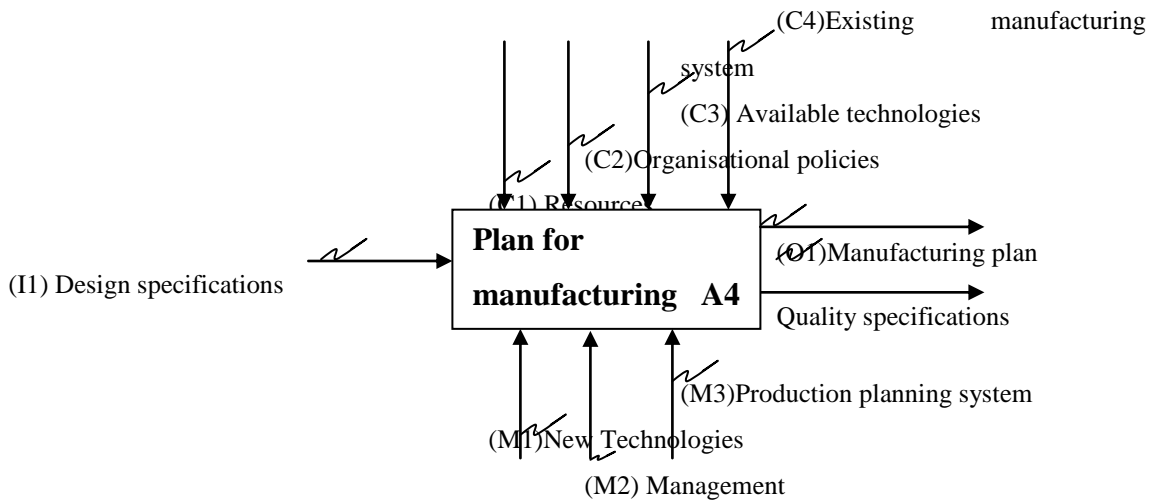 (C4)Existing manufacturing
system
(C3) Available technologies
(C2)Organisational policies
(C1) Resources
Plan for
manufacturing A4
(I1) Design specifications
(O1)Manufacturing plan
Quality specifications
(M3)Production planning system
(M1)New Technologies
(M2) Management